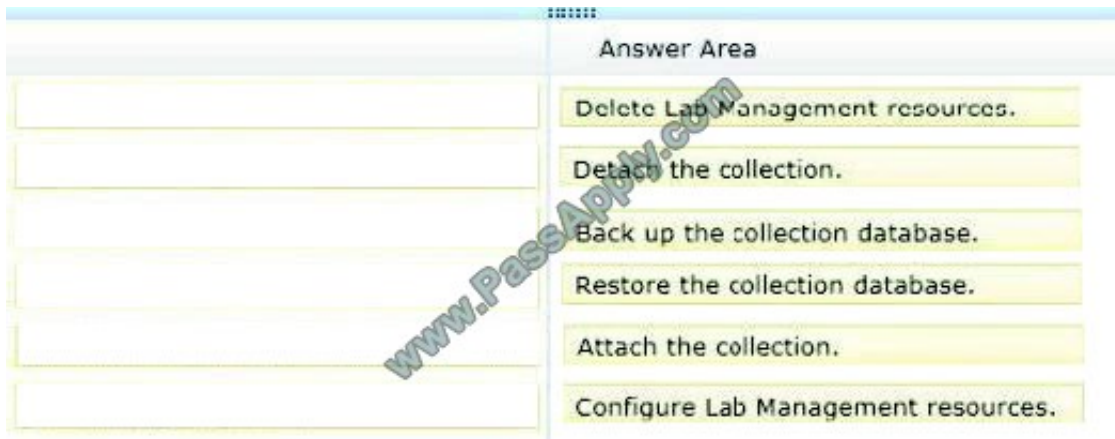 Answer Area
Delete Lab Management resources.
Detach the collection.
Back up the collection database.
Restore the collection database.
Attach the collection.
Configure Lab Management resources.
www.PassApply.com